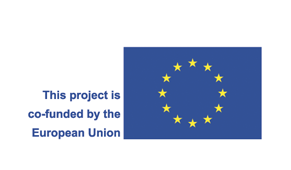 This project is
co-funded by the
European Union